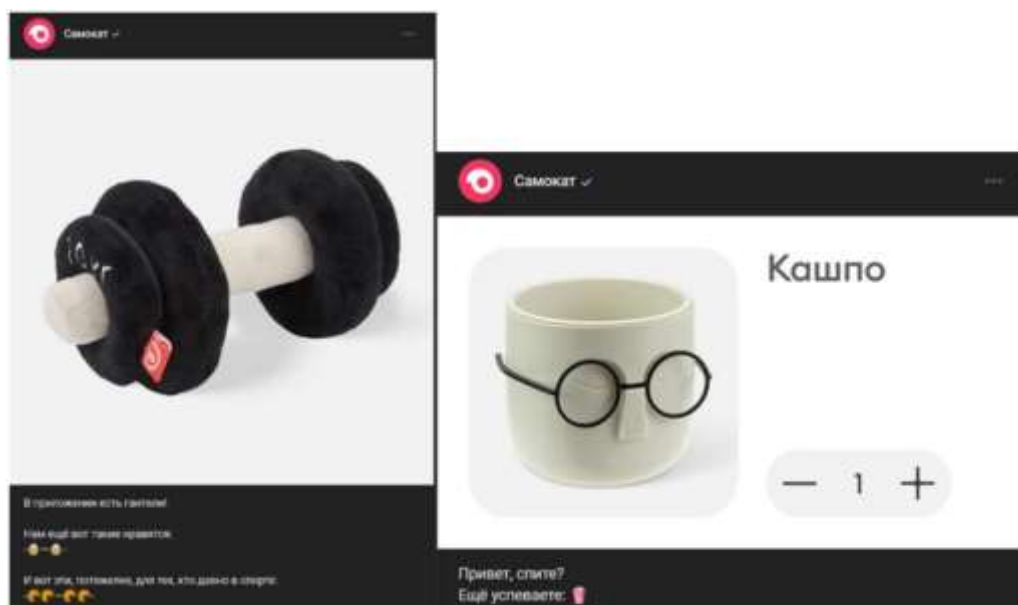 Самокат
В приложении есть гантели!
Нам ещё вот такие нравятся:
И вот эти, потяжелее, для тех, кто давно в спорте:
Самокат
Кашпо
1
Привет, спите?
Ещё успеваете: